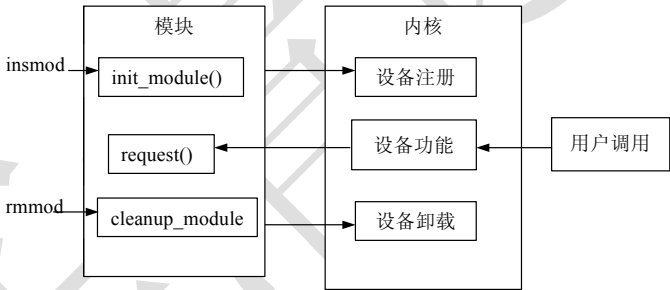 模块
内核
insmod
init_module()
设备注册
request()
设备功能
用户调用
rmmod
cleanup_module
设备卸载